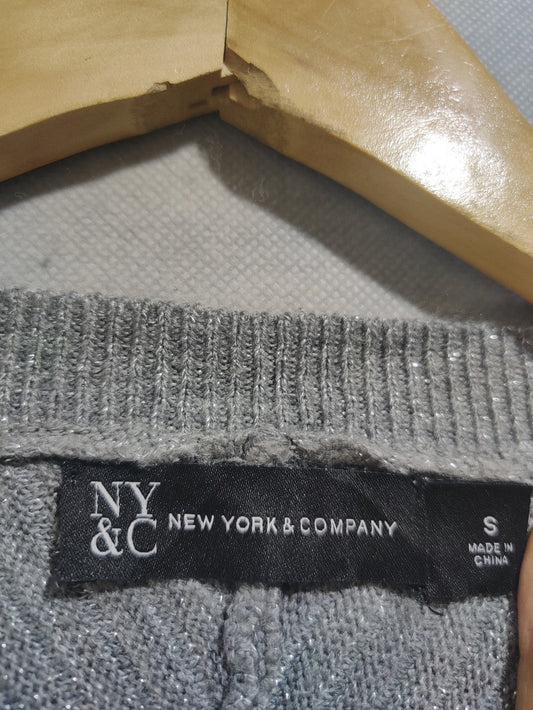 NY
&C
NEW YORK & COMPANY
S
MADE IN
CHINA